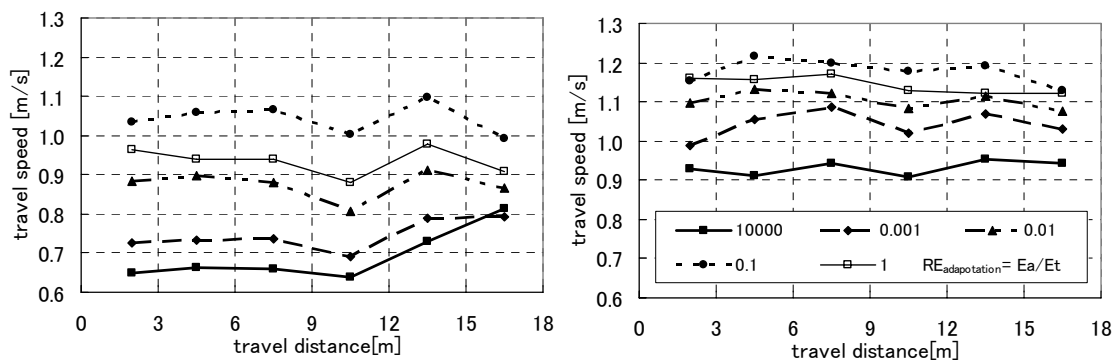 1.3
1.2
1.1
1.0
0.9
0.8
0.7
0.6
travel speed [m/s]
0 3 6 9 12 15 18
travel distance[m]
1.3
1.2
1.1
1.0
0.9
0.8
0.7
0.6
travel speed [m/s]
10000 0.001 0.01
0.1 1 REadapotation= Ea/Et
0 3 6 9 12 15 18
travel distance[m]